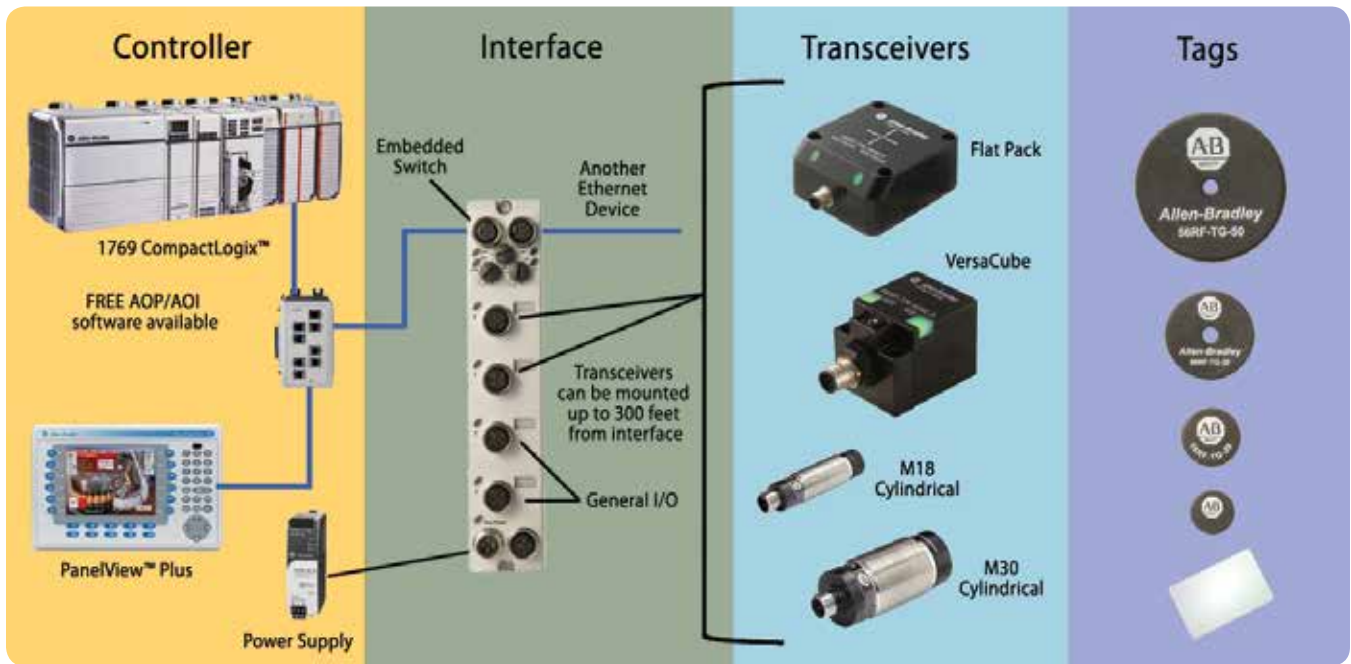 Controller
Interface
Transceivers
Tags
1769 CompactLogix™
FREE AOP/AOI
software available
PanelView™ Plus
Power Supply
Embedded
Switch
Another
Ethernet
Device
Transceivers
can be mounted
up to 300 feet
from interface
General I/O
Flat Pack
VersaCube
M18
Cylindrical
M30
Cylindrical
AB
Allen-Bradley
56RF-TG-50
AB
Allen-Bradley
AB
AB